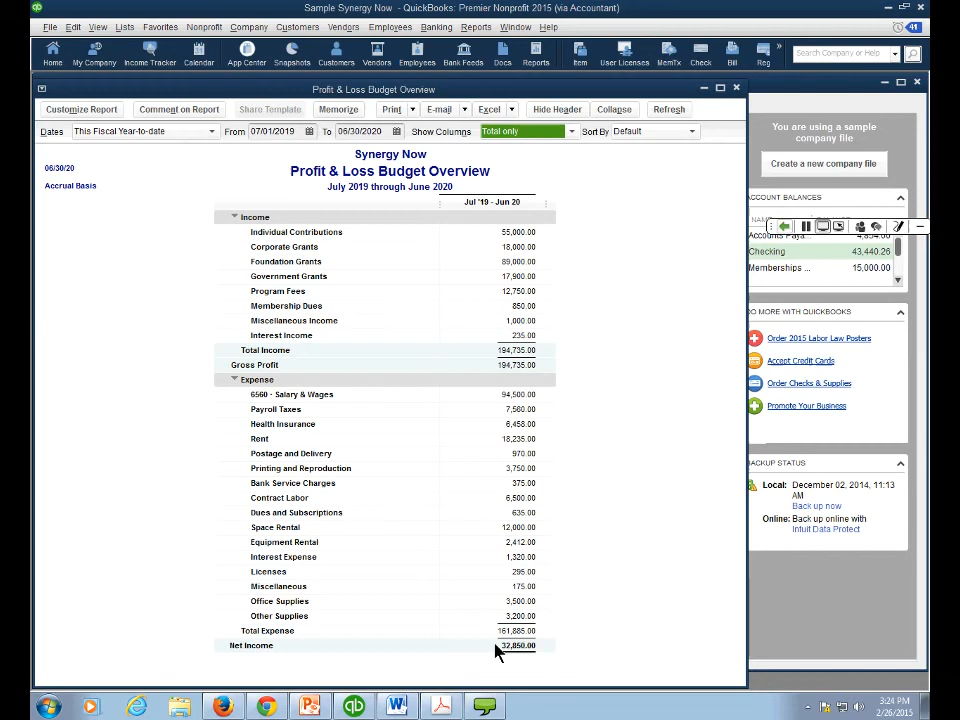 Sample Synergy Now - QuickBooks: Premier Nonprofit 2015 (via Accountant)
File Edit View Lists Favorites Nonprofit Company Customers Vendors Employees Banking Reports Window Help 41
Home My Company Income Tracker Calendar App Center Snapshots Customers Vendors Employees Bank Feeds Docs Reports Item User Licenses MemTx Check Bill Reg » Search Company or Help
Profit & Loss Budget Overview
Customize Report Comment on Report Share Template Memorize Print E-mail Excel Hide Header Collapse Refresh
Dates This Fiscal Year-to-date From 07/01/2019 To 06/30/2020 Show Columns Total only Sort By Default
Synergy Now
06/30/20 Profit & Loss Budget Overview
Accrual Basis July 2019 through June 2020
Jul '19 - Jun 20
Income
Individual Contributions 55,000.00
Corporate Grants 18,000.00
Foundation Grants 89,000.00
Government Grants 17,900.00
Program Fees 12,750.00
Membership Dues 850.00
Miscellaneous Income 1,000.00
Interest Income 235.00
Total Income 194,735.00
Gross Profit 194,735.00
Expense
6560 · Salary & Wages 94,500.00
Payroll Taxes 7,560.00
Health Insurance 6,458.00
Rent 18,235.00
Postage and Delivery 970.00
Printing and Reproduction 3,750.00
Bank Service Charges 375.00
Contract Labor 6,500.00
Dues and Subscriptions 635.00
Space Rental 12,000.00
Equipment Rental 2,412.00
Interest Expense 1,320.00
Licenses 295.00
Miscellaneous 175.00
Office Supplies 3,500.00
Other Supplies 3,200.00
Total Expense 161,885.00
Net Income 32,850.00
You are using a sample
company file
Create a new company file
ACCOUNT BALANCES
Accounts Paya...
Checking 43,440.26
Memberships ... 15,000.00
DO MORE WITH QUICKBOOKS
Order 2015 Labor Law Posters
Accept Credit Cards
Order Checks & Supplies
Promote Your Business
BACKUP STATUS
Local: December 02, 2014, 11:13
AM
Back up now
Online: Back up online with
Intuit Data Protect
3:24 PM
2/26/2015